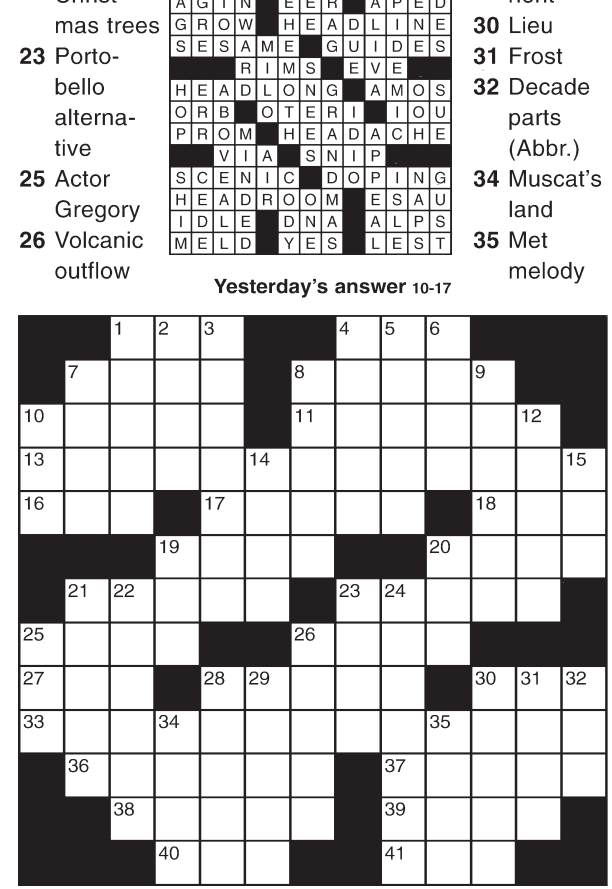 mas trees
23 Porto-
bello
alterna-
tive
25 Actor
Gregory
26 Volcanic
outflow
AGIN EER APED
GROW HEADLINE
SESAME GUIDES
RIMS EVE
HEADLONG AMOS
ORB OTERI IOU
PROM HEADACHE
VIA SNIP
SCENIC DOPING
HEADROOM ESAU
IDLE DNA ALPS
MELD YES LEST
Yesterday's answer 10-17
30 Lieu
31 Frost
32 Decade
parts
(Abbr.)
34 Muscat's
land
35 Met
melody
1 2 3 4 5 6
7 8 9
10 11 12
13 14 15
16 17 18
19 20
21 22 23 24
25 26
27 28 29 30 31 32
33 34 35
36 37
38 39
40 41